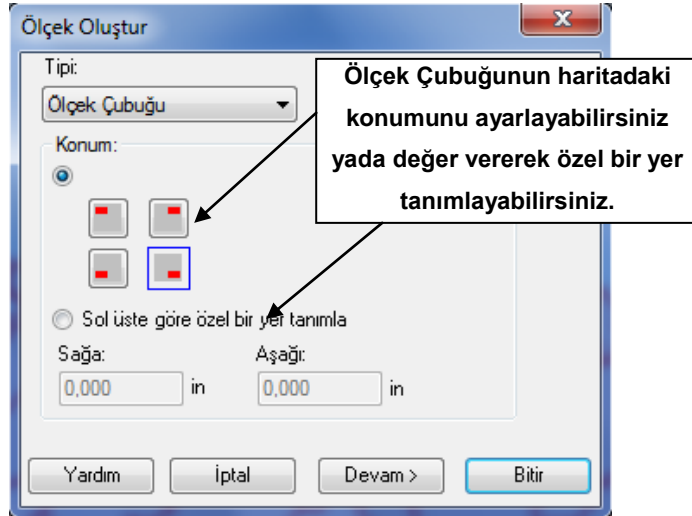 Ölçek Oluştur
Tipi:
Ölçek Çubuğu
Ölçek Çubuğunun haritadaki
konumunu ayarlayabilirsiniz
yada değer vererek özel bir yer
tanımlayabilirsiniz.
Konum:
Sol üste göre özel bir yer tanımla
Sağa:
Aşağı:
0,000 in
0,000 in
Yardım
İptal
Devam >
Bitir